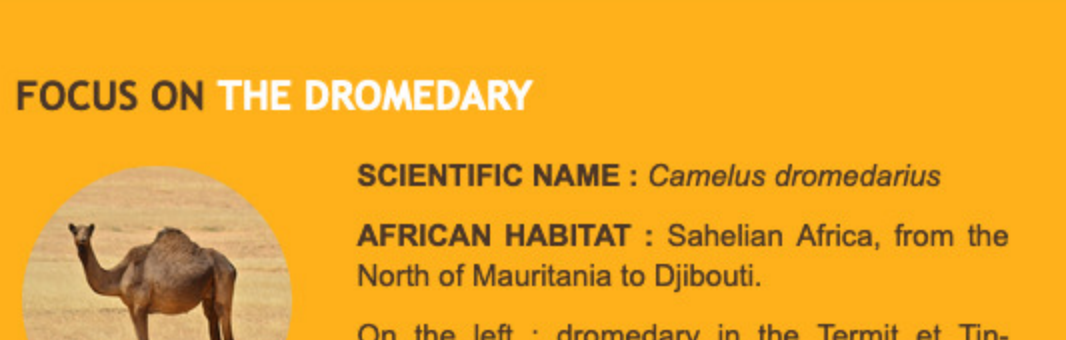 FOCUS ON THE DROMEDARY
SCIENTIFIC NAME : Camelus dromedarius
AFRICAN HABITAT : Sahelian Africa, from the
North of Mauritania to Djibouti.
On the left : dromedary in the Termit et Tin-